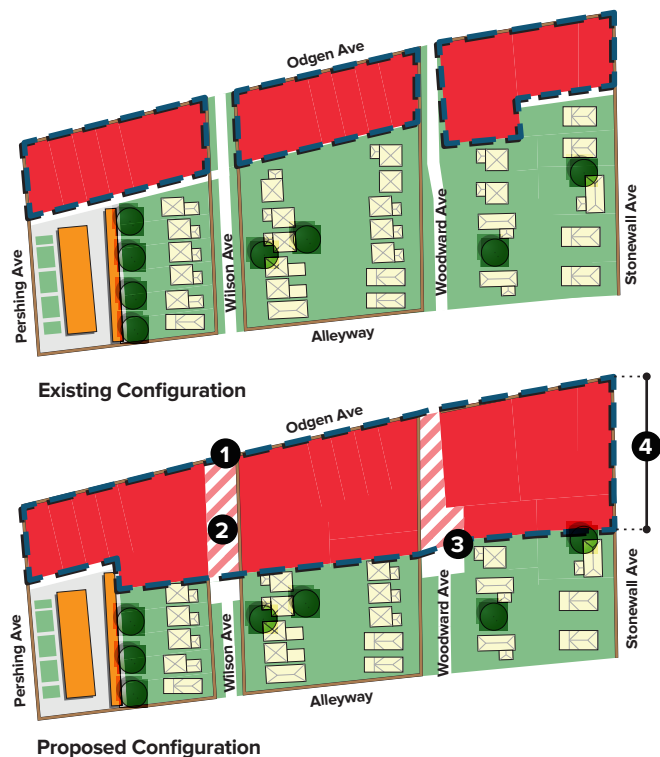 Odgen Ave
Pershing Ave
Wilson Ave
Woodward Ave
Stonewall Ave
Alleyway
Existing Configuration
Odgen Ave
1
2
3
4
Pershing Ave
Wilson Ave
Woodward Ave
Stonewall Ave
Alleyway
Proposed Configuration